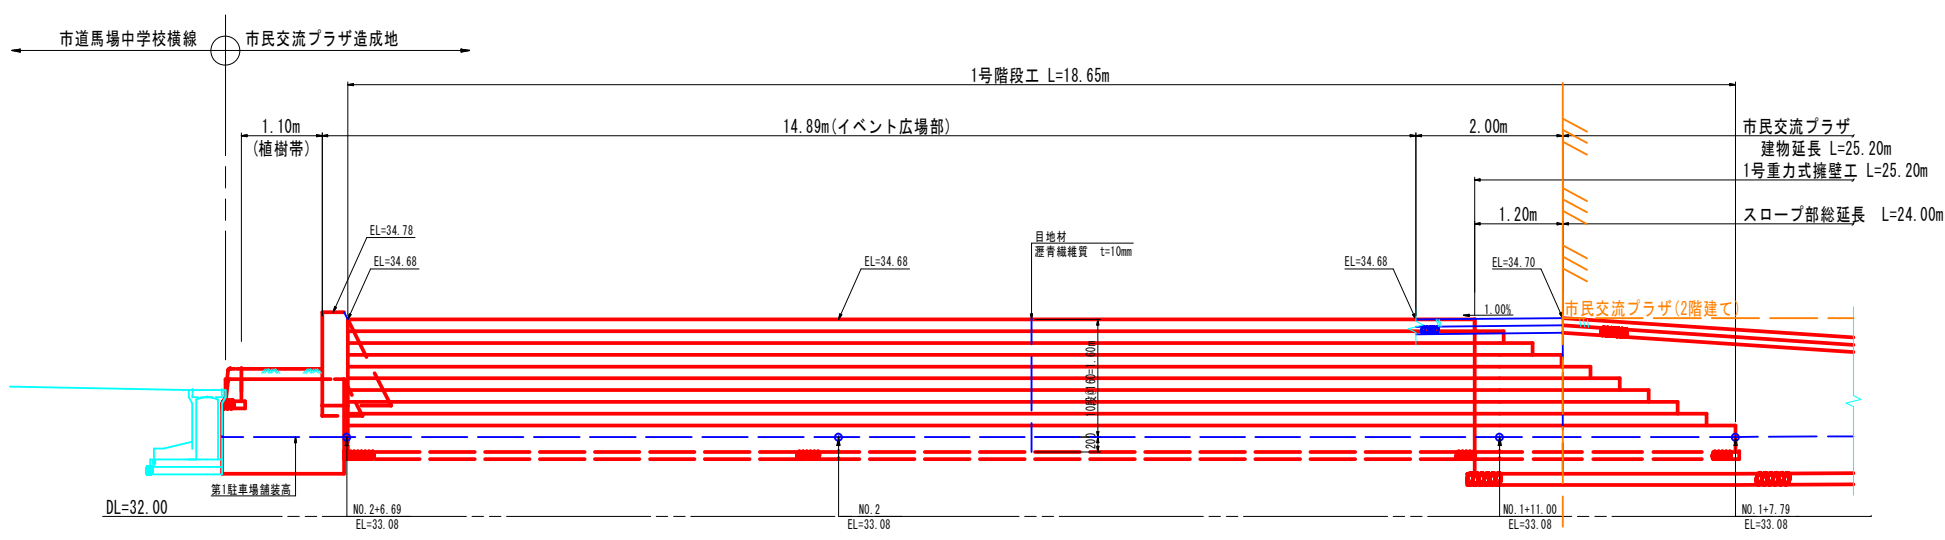 市道馬場中学校横線
市民交流プラザ造成地
1号階段工 L=18.65m
1.10m
(植樹帯)
14.89m(イベント広場部)
2.00m
市民交流プラザ
建物延長 L=25.20m
1号重力式擁壁工 L=25.20m
1.20m
スロープ部総延長 L=24.00m
EL=34.78
EL=34.68
EL=34.68
目地材
瀝青繊維質 t=10mm
EL=34.68
EL=34.70
1.00%
市民交流プラザ(2階建て)
10段@160=1.60m
200
第1駐車場舗装高
DL=32.00
NO.2+6.69
EL=33.08
NO.2
EL=33.08
NO.1+11.00
EL=33.08
NO.1+7.79
EL=33.08